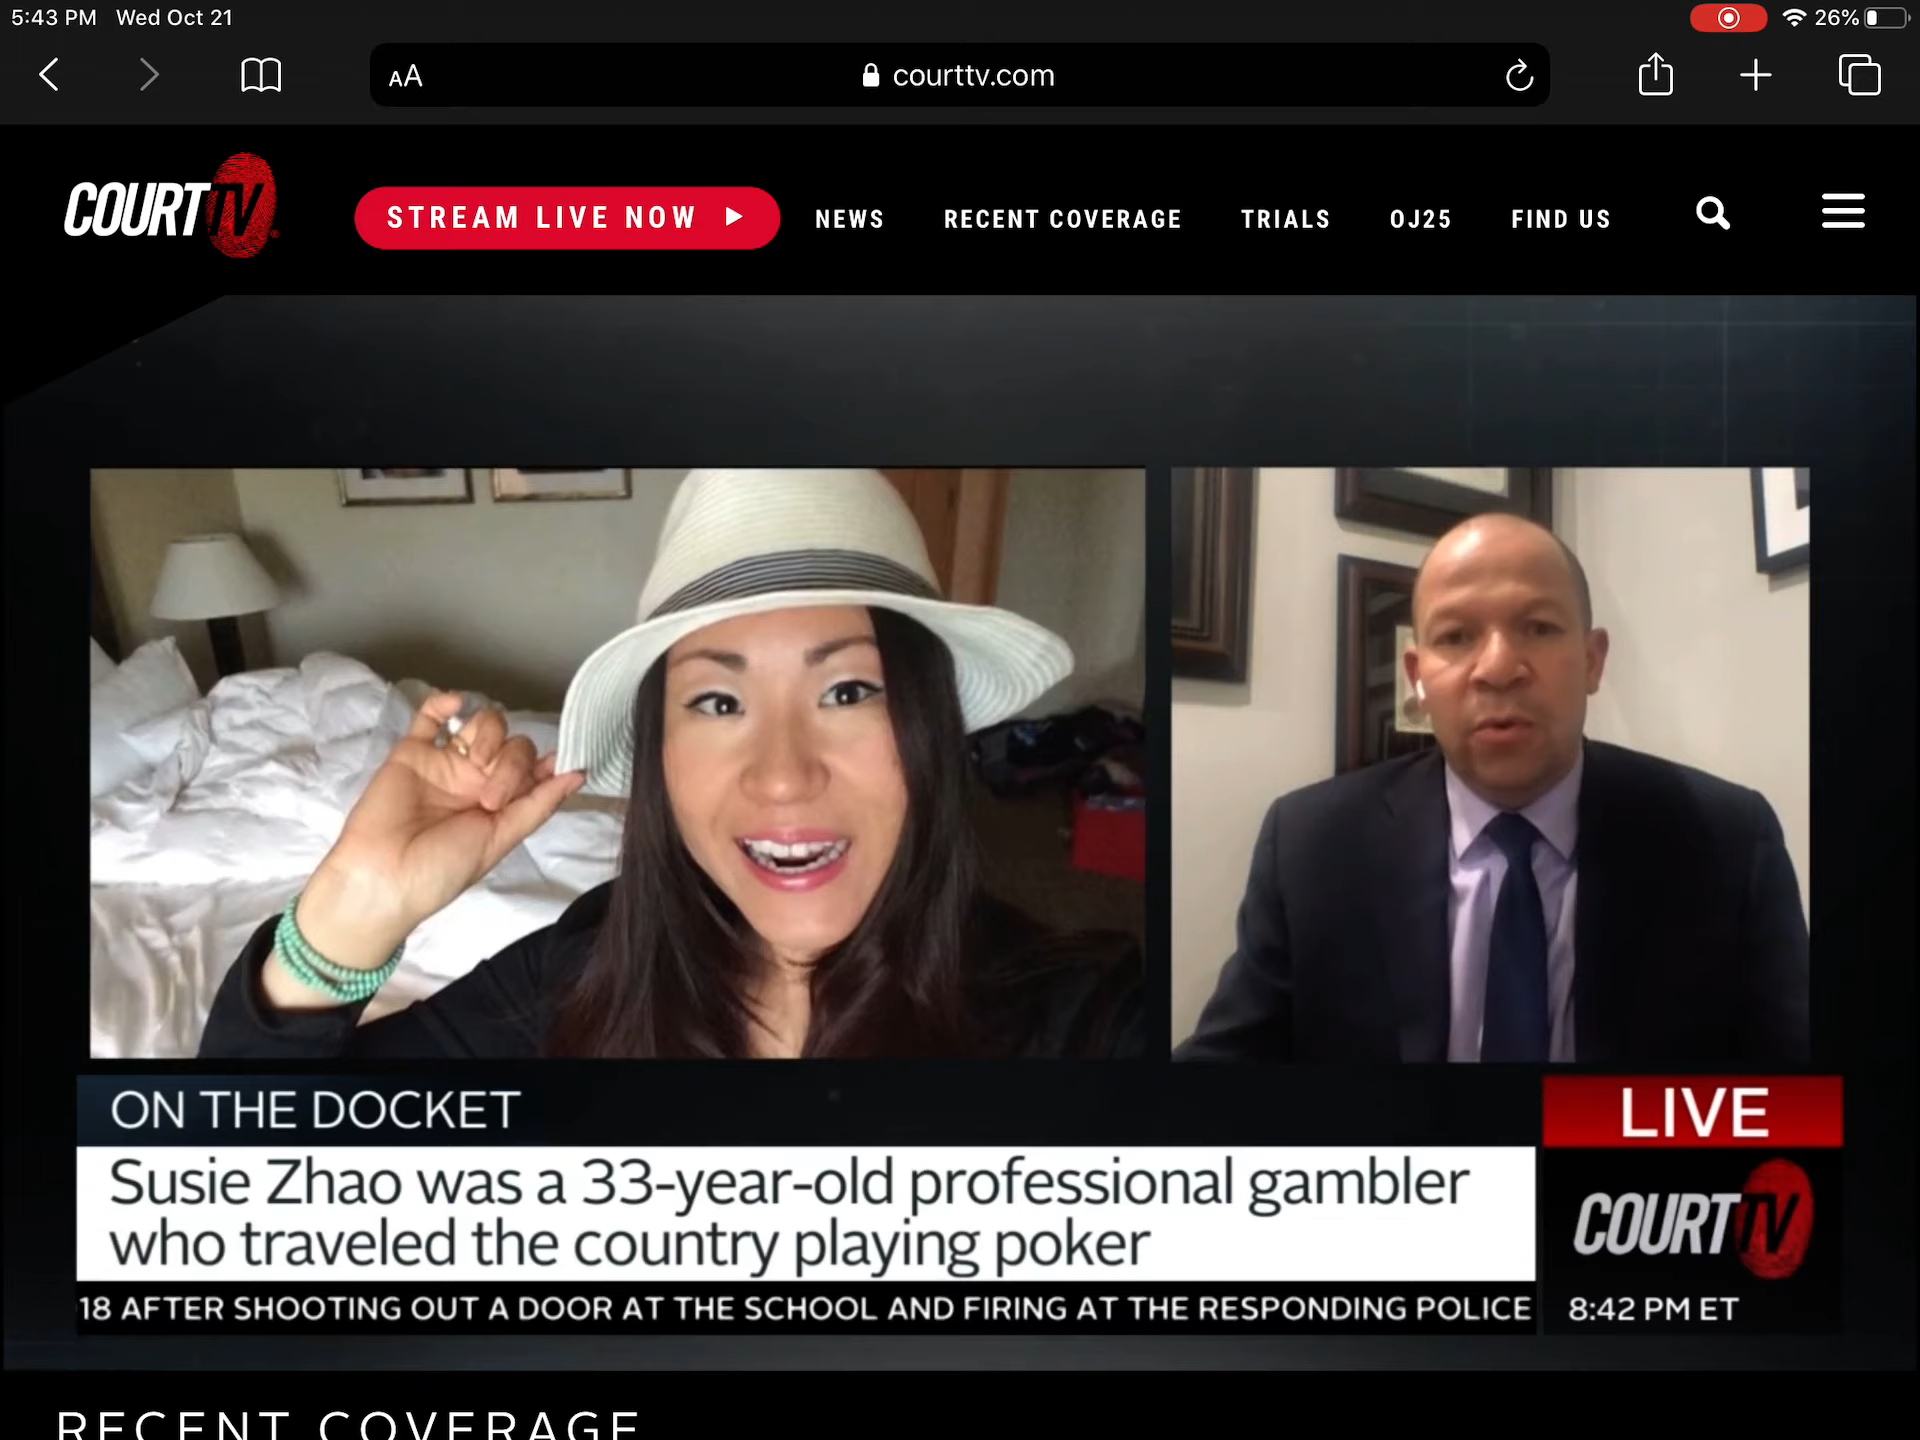 5:43 PM Wed Oct 21
26%
AA
courttv.com
COURT TV
STREAM LIVE NOW
NEWS
RECENT COVERAGE
TRIALS
OJ25
FIND US
ON THE DOCKET
LIVE
Susie Zhao was a 33-year-old professional gambler
who traveled the country playing poker
COURT TV
18 AFTER SHOOTING OUT A DOOR AT THE SCHOOL AND FIRING AT THE RESPONDING POLICE
8:42 PM ET
RECENT COVERAGE